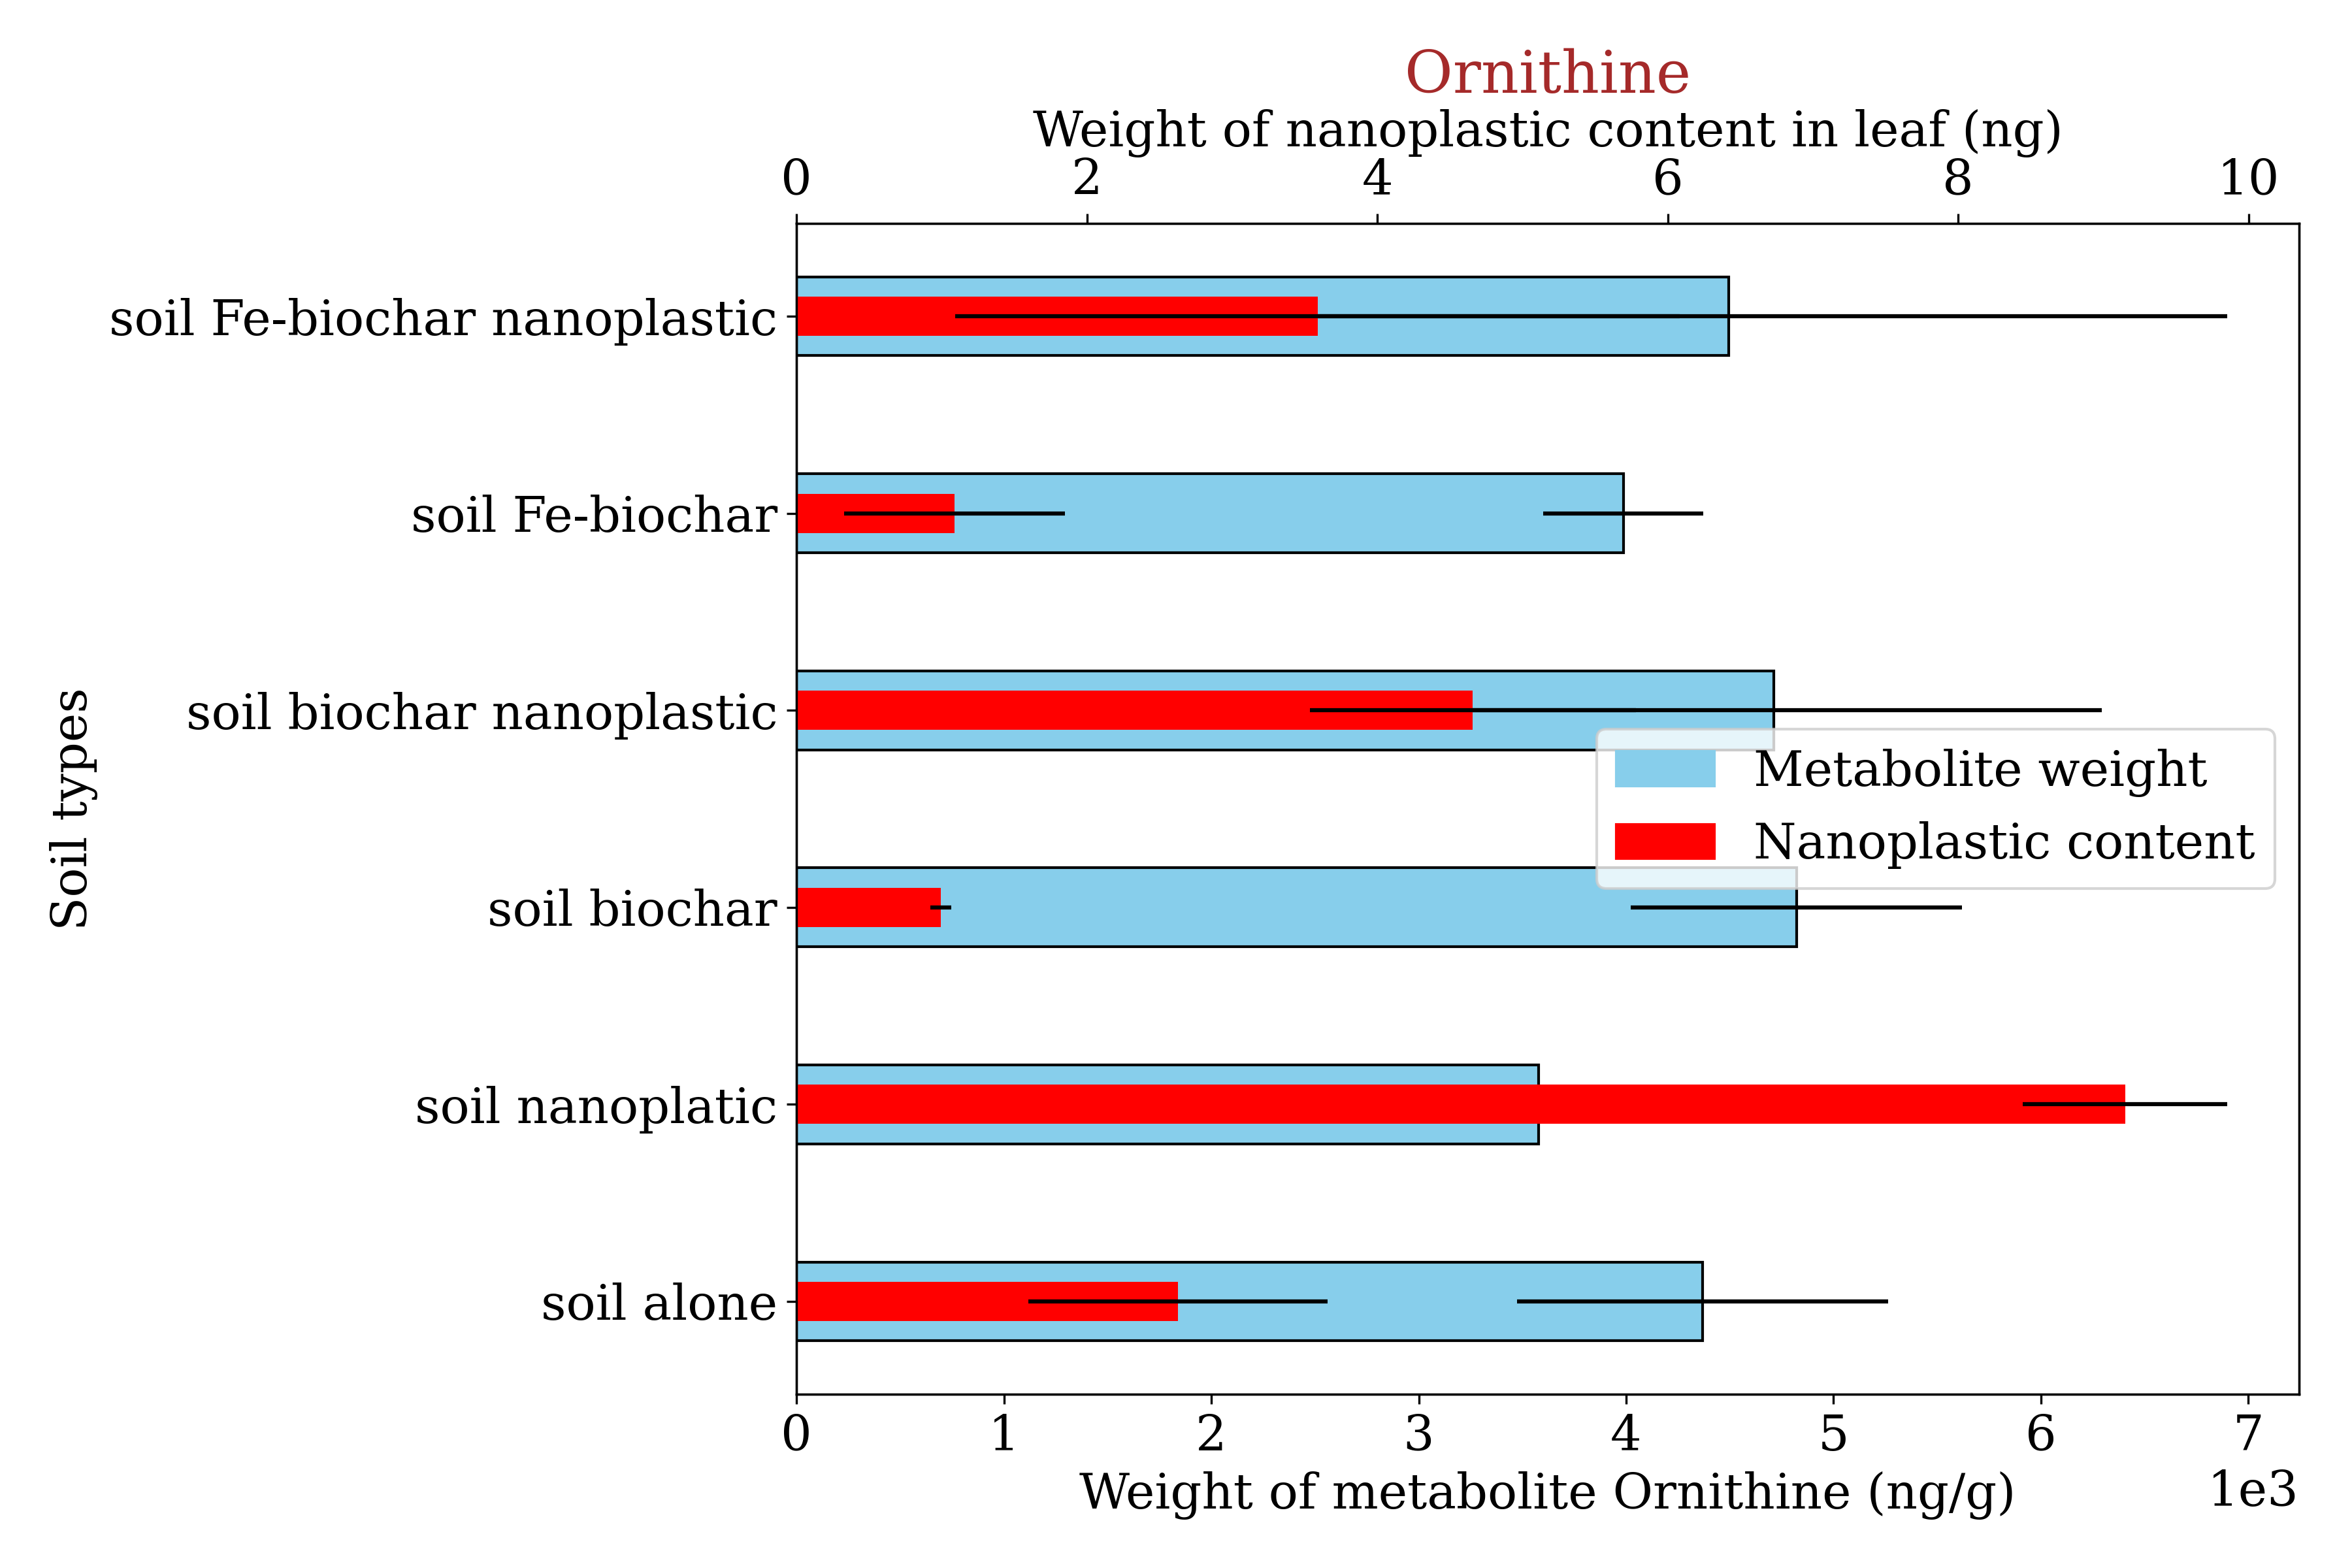 Ornithine
Weight of nanoplastic content in leaf (ng)
0 2 4 6 8 10
soil Fe-biochar nanoplastic
soil Fe-biochar
soil biochar nanoplastic
soil biochar
soil nanoplatic
soil alone
Soil types
Metabolite weight
Nanoplastic content
0 1 2 3 4 5 6 7
1e3
Weight of metabolite Ornithine (ng/g)